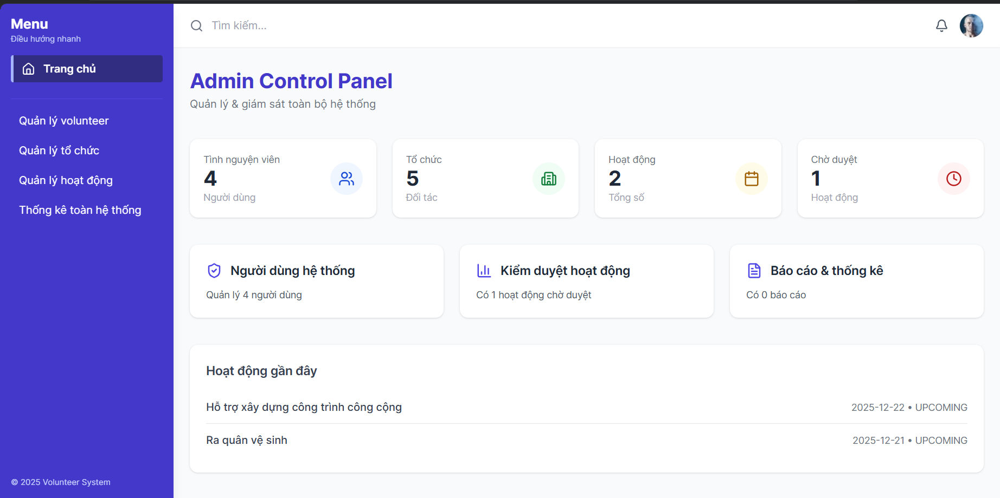 Menu
Điều hướng nhanh
Trang chủ
Quản lý volunteer
Quản lý tổ chức
Quản lý hoạt động
Thống kê toàn hệ thống
© 2025 Volunteer System
Tìm kiếm...
Admin Control Panel
Quản lý & giám sát toàn bộ hệ thống
Tình nguyện viên
4
Người dùng
Tổ chức
5
Đối tác
Hoạt động
2
Tổng số
Chờ duyệt
1
Hoạt động
Người dùng hệ thống
Quản lý 4 người dùng
Kiểm duyệt hoạt động
Có 1 hoạt động chờ duyệt
Báo cáo & thống kê
Có 0 báo cáo
Hoạt động gần đây
Hỗ trợ xây dựng công trình công cộng
2025-12-22 • UPCOMING
Ra quân vệ sinh
2025-12-21 • UPCOMING